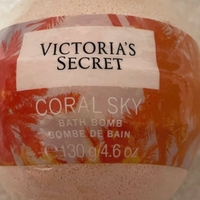 VICTORIA'S
SECRET
CORAL SKY
BATH BOMB
BOMBE DE BAIN
℮ 130 g/4.6 oz